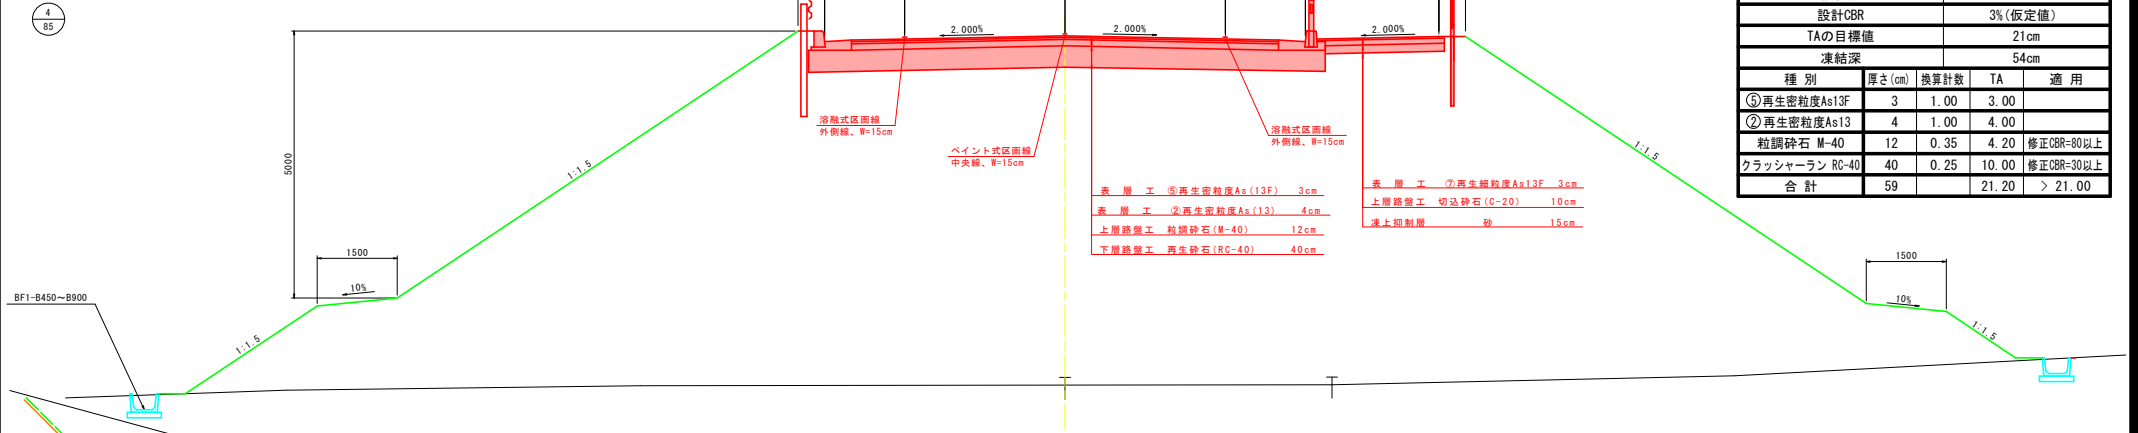 4
85
2.000%
2.000%
2.000%
5000
1:1.5
溶融式区画線
外側線、W=15cm
ペイント式区画線
中央線、W=15cm
溶融式区画線
外側線、W=15cm
表 層 工 ⑤再生密粒度As(13F) 3cm
表 層 工 ②再生密粒度As(13) 4cm
上層路盤工 粒調砕石(M-40) 12cm
下層路盤工 再生砕石(RC-40) 40cm
表 層 工 ⑦再生細粒度As13F 3cm
上層路盤工 切込砕石(C-20) 10cm
凍上抑制層 砂 15cm
1:1.5
1500
10%
BF1-B450~B900
1:1.5
1500
10%
1:1.5
設計CBR 3%(仮定値)
TAの目標値 21cm
凍結深 54cm
種 別 厚さ(cm) 換算計数 TA 適 用
⑤再生密粒度As13F 3 1.00 3.00
②再生密粒度As13 4 1.00 4.00
粒調砕石 M-40 12 0.35 4.20 修正CBR=80以上
クラッシャーラン RC-40 40 0.25 10.00 修正CBR=30以上
合 計 59 21.20 > 21.00